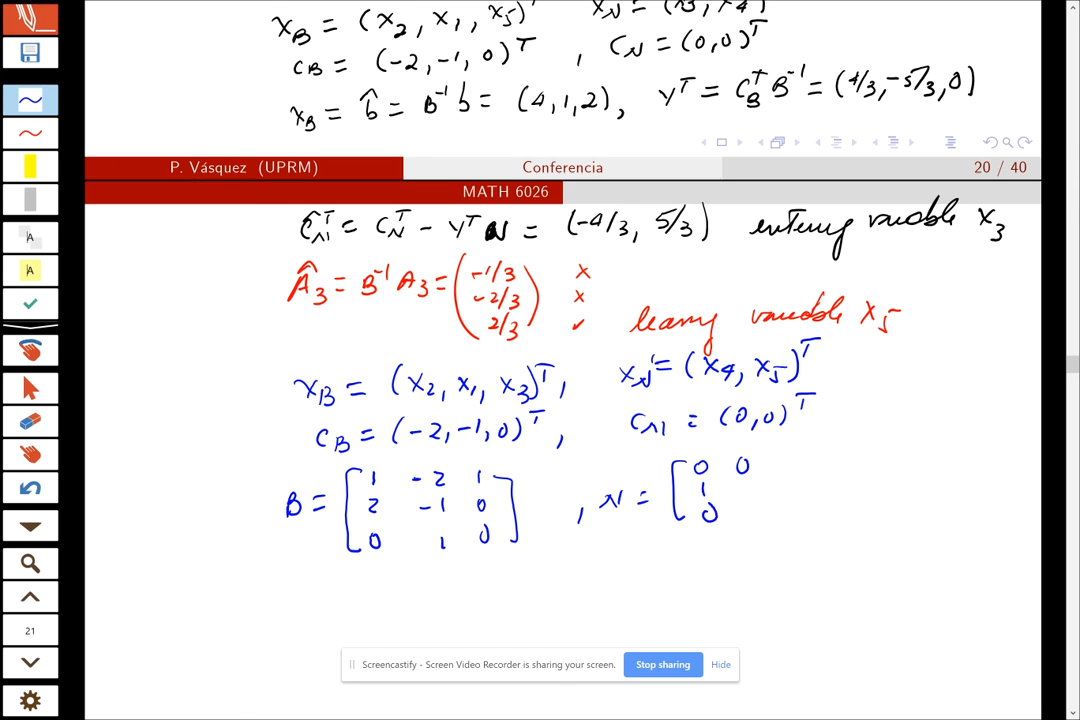 x_B = (x_2, x_1, x_5)^T x_N = (x_3, x_4)
c_B = (-2, -1, 0)^T , c_N = (0,0)^T
x_B = b̂ = B^{-1} b = (4,1,2), y^T = c_B^T B^{-1} = (4/3, -5/3, 0)
P. Vásquez (UPRM) Conferencia 20 / 40
MATH 6026
ĉ_N^T = c_N^T - y^T N = (-4/3, 5/3) entering variable x_3
Â_3 = B^{-1} A_3 = (-1/3 x
-2/3 x
2/3) ✓ leaving variable x_5
x_B = (x_2, x_1, x_3)^T, x_N = (x_4, x_5)^T
c_B = (-2, -1, 0)^T, c_N = (0,0)^T
B = [1 -2 1 , N = [0 0
2 -1 0 1
0 1 0] 0
A
A
21
Screencastify - Screen Video Recorder is sharing your screen. Stop sharing Hide